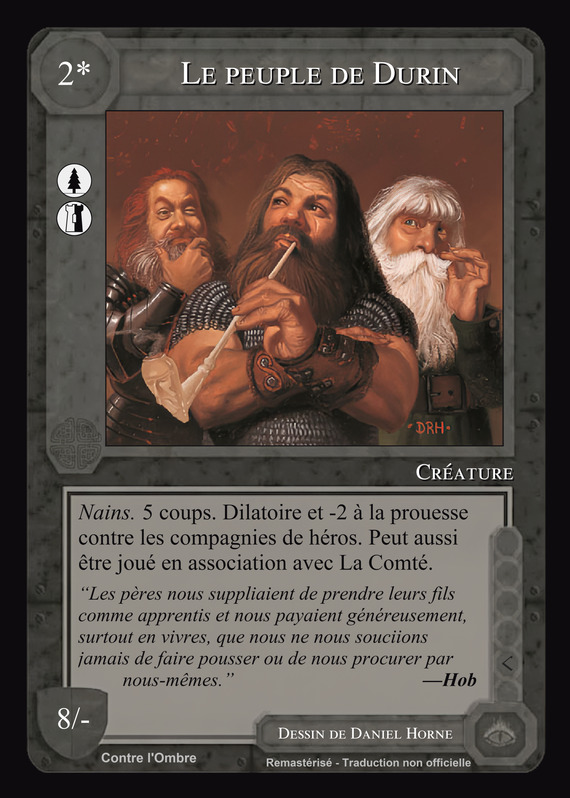 2*
Le peuple de Durin
DRH
Créature
Nains. 5 coups. Dilatoire et -2 à la prouesse
contre les compagnies de héros. Peut aussi
être joué en association avec La Comté.
“Les pères nous suppliaient de prendre leurs fils
comme apprentis et nous payaient généreusement,
surtout en vivres, que nous ne nous souciions
jamais de faire pousser ou de nous procurer par
nous-mêmes.” —Hob
8/-
Dessin de Daniel Horne
Contre l'Ombre
Remastérisé - Traduction non officielle